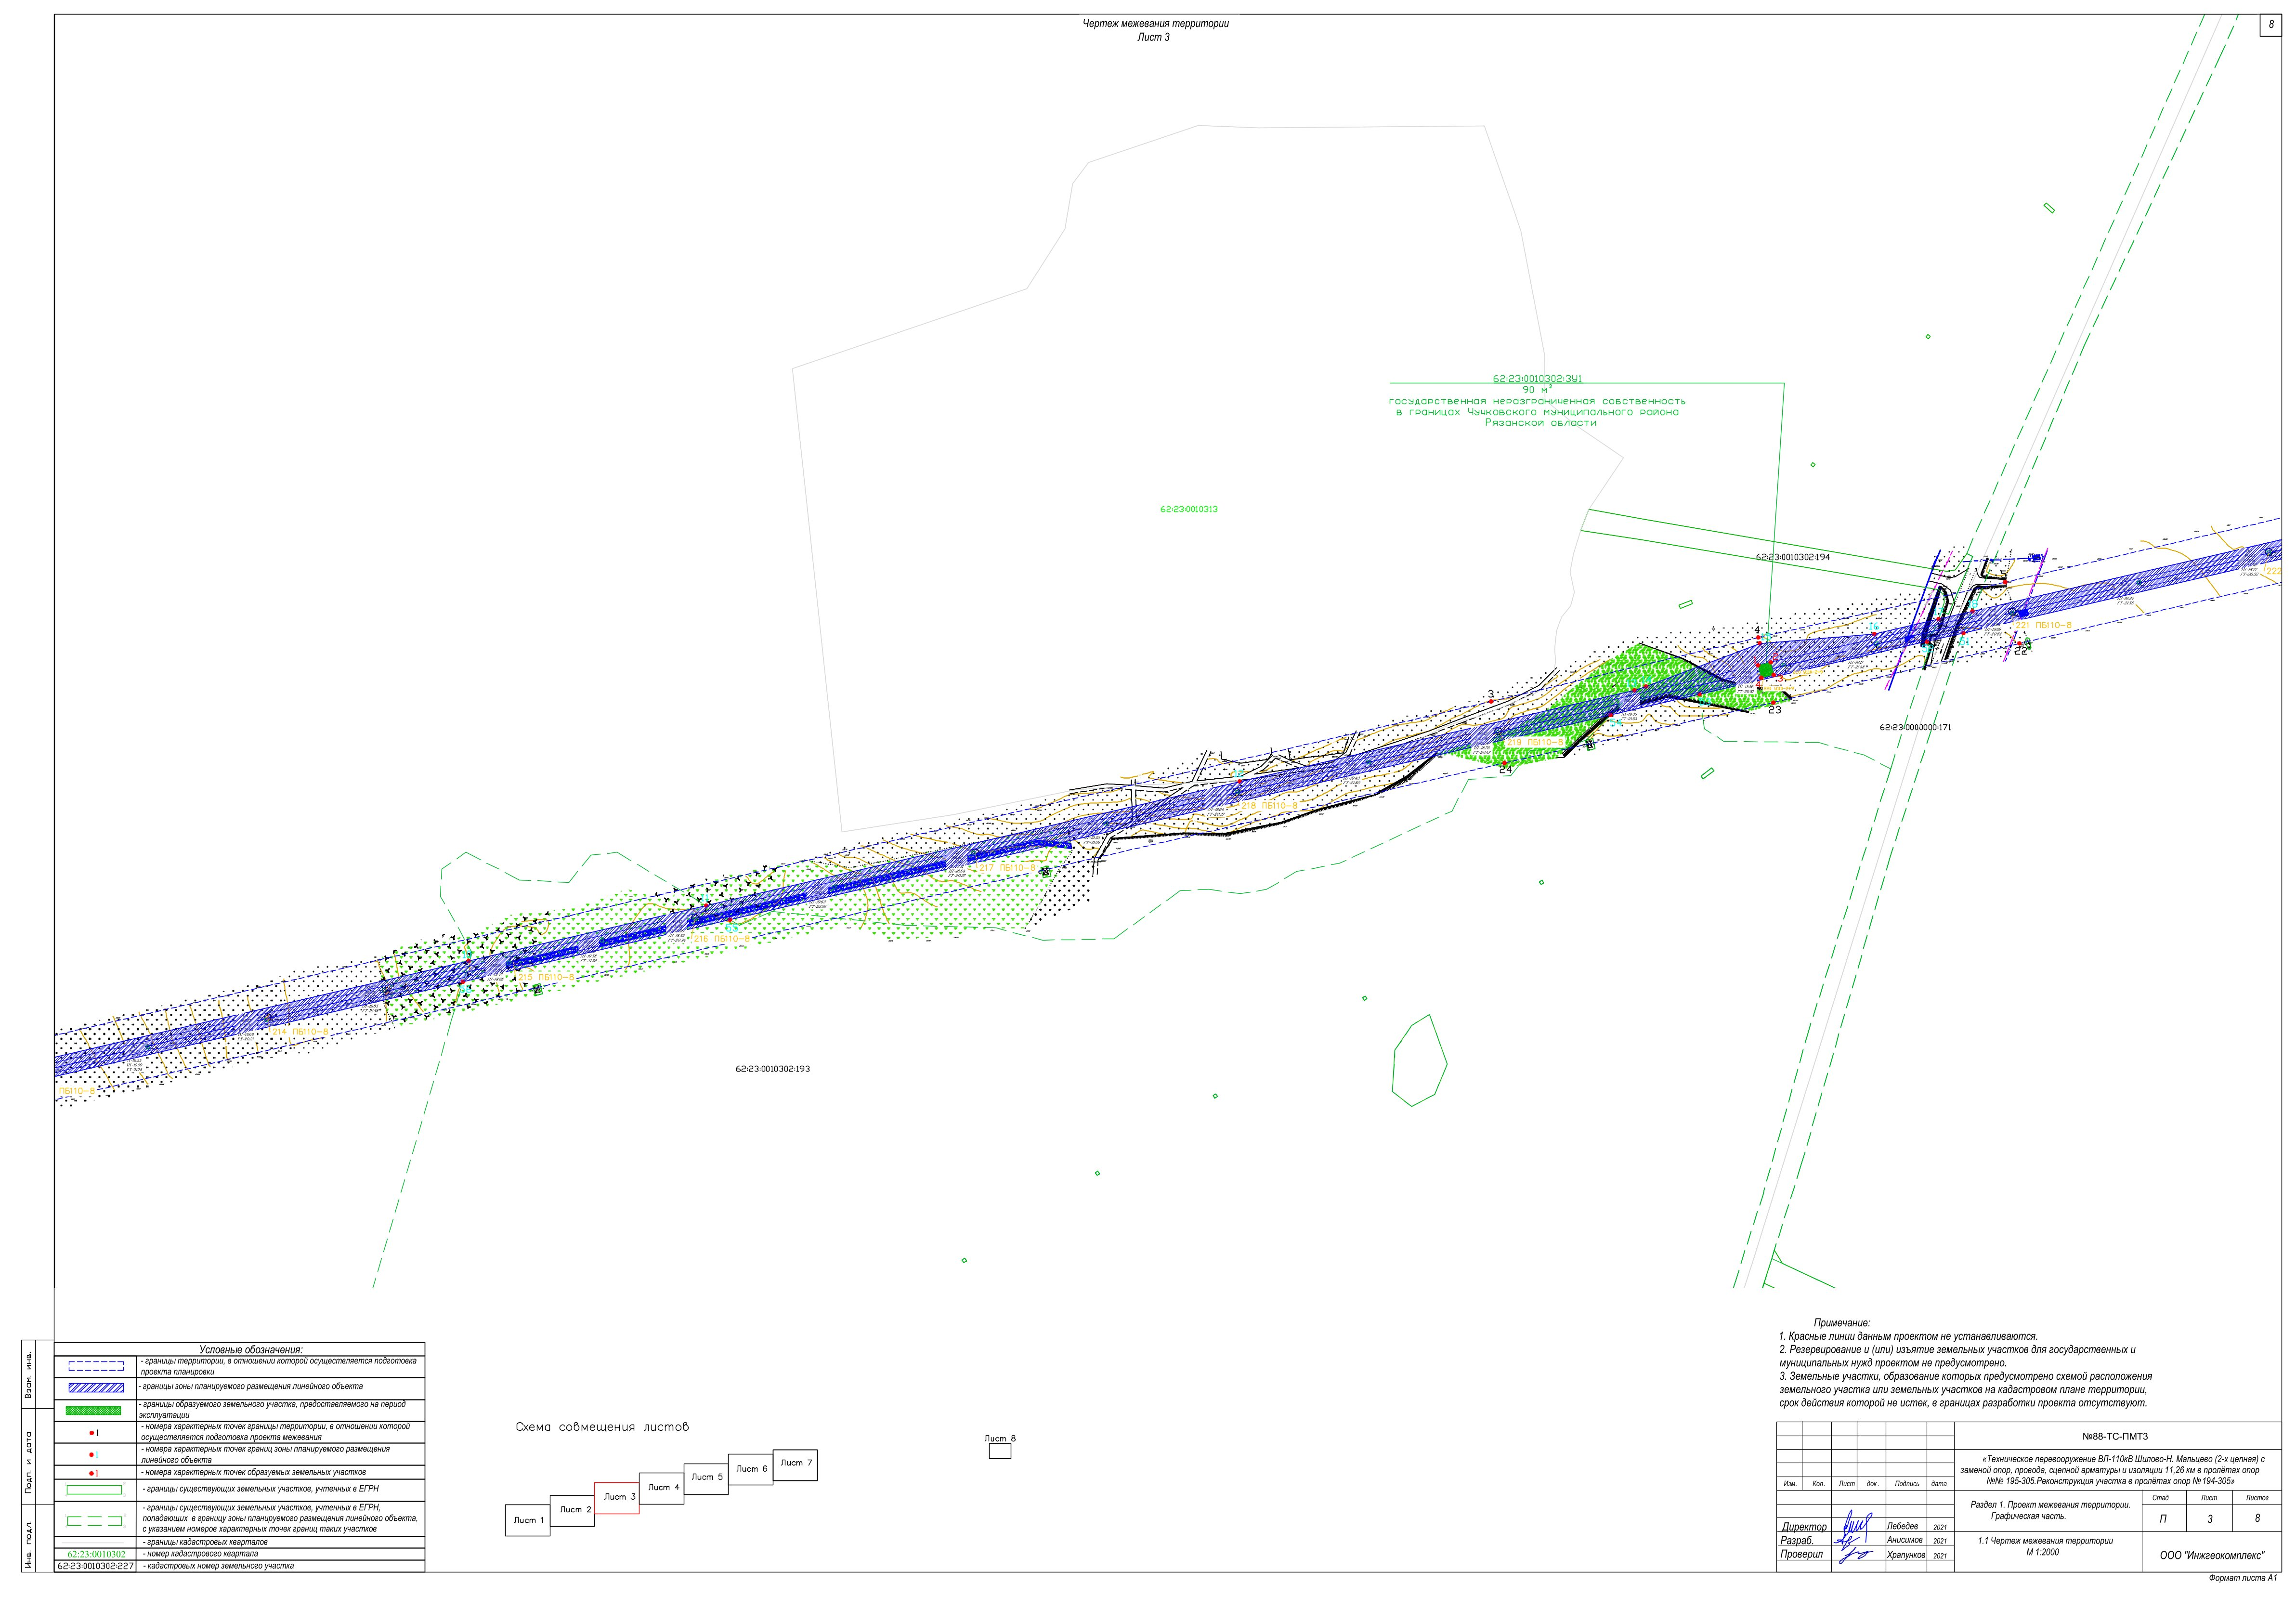 Чертеж межевания территории
Лист 3
8
62:23:0010302:ЗУ1
90 м²
государственная неразграниченная собственность
в границах Чучковского муниципального района
Рязанской области
62:23:0010313
62:23:0010302:194
221 ПБ110-8
22
4
3
23
62:23:0000000:171
219 ПБ110-8
24
218 ПБ110-8
217 ПБ110-8
216 ПБ110-8
215 ПБ110-8
214 ПБ110-8
ПБ110-8
222
16
62:23:0010302:193
Примечание:
1. Красные линии данным проектом не устанавливаются.
2. Резервирование и (или) изъятие земельных участков для государственных и
муниципальных нужд проектом не предусмотрено.
3. Земельные участки, образование которых предусмотрено схемой расположения
земельного участка или земельных участков на кадастровом плане территории,
срок действия которой не истек, в границах разработки проекта отсутствуют.
Взам. инв.
Подп. и дата
Инв. подл.
Условные обозначения:
- границы территории, в отношении которой осуществляется подготовка
проекта планировки
- границы зоны планируемого размещения линейного объекта
- границы образуемого земельного участка, предоставляемого на период
эксплуатации
1 - номера характерных точек границы территории, в отношении которой
осуществляется подготовка проекта межевания
1 - номера характерных точек границ зоны планируемого размещения
линейного объекта
1 - номера характерных точек образуемых земельных участков
- границы существующих земельных участков, учтенных в ЕГРН
- границы существующих земельных участков, учтенных в ЕГРН,
попадающих в границу зоны планируемого размещения линейного объекта,
с указанием номеров характерных точек границ таких участков
- границы кадастровых кварталов
62:23:0010302 - номер кадастрового квартала
62:23:0010302:227 - кадастровых номер земельного участка
Схема совмещения листов
Лист 1
Лист 2
Лист 3
Лист 4
Лист 5
Лист 6
Лист 7
Лист 8
№88-ТС-ПМТ3
«Техническое перевооружение ВЛ-110кВ Шилово-Н. Мальцево (2-х цепная) с
заменой опор, провода, сцепной арматуры и изоляции 11,26 км в пролётах опор
№№ 195-305.Реконструкция участка в пролётах опор № 194-305»
Изм. Кол. Лист док. Подпись дата
Раздел 1. Проект межевания территории.
Графическая часть.
Стад Лист Листов
П 3 8
Директор Лебедев 2021
Разраб. Анисимов 2021
Проверил Храпунков 2021
1.1 Чертеж межевания территории
М 1:2000
ООО "Инжгеокомплекс"
Формат листа А1